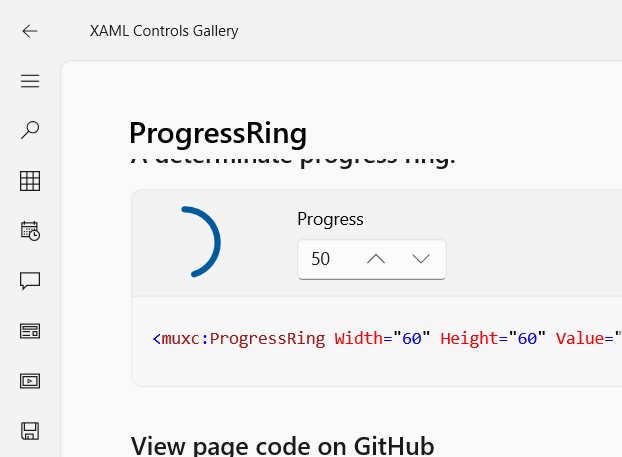 XAML Controls Gallery
ProgressRing
A determinate progress ring.
Progress
50
<muxc:ProgressRing Width="60" Height="60" Value="
View page code on GitHub